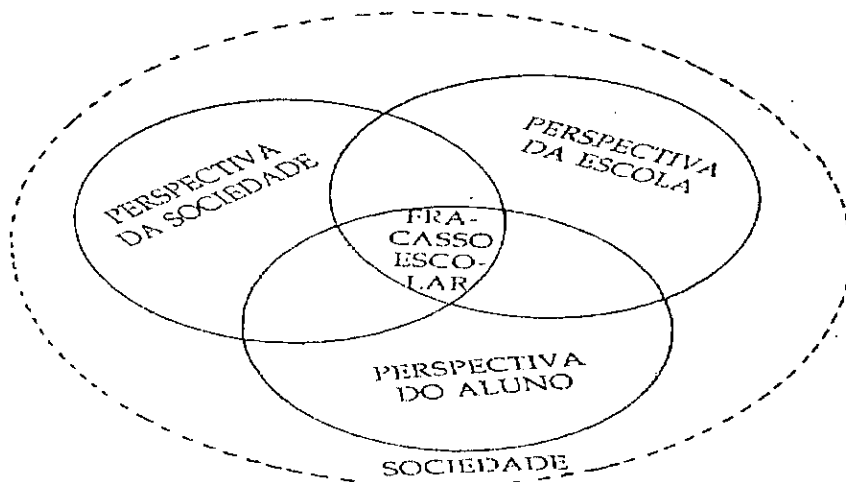 PERSPECTIVA
DA SOCIEDADE
PERSPECTIVA
DA ESCOLA
FRA-
CASSO
ESCO-
LAR
PERSPECTIVA
DO ALUNO
SOCIEDADE